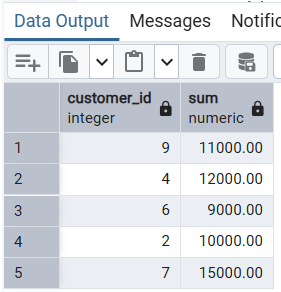 Data Output Messages Notific
customer_id sum
integer numeric
1 9 11000.00
2 4 12000.00
3 6 9000.00
4 2 10000.00
5 7 15000.00